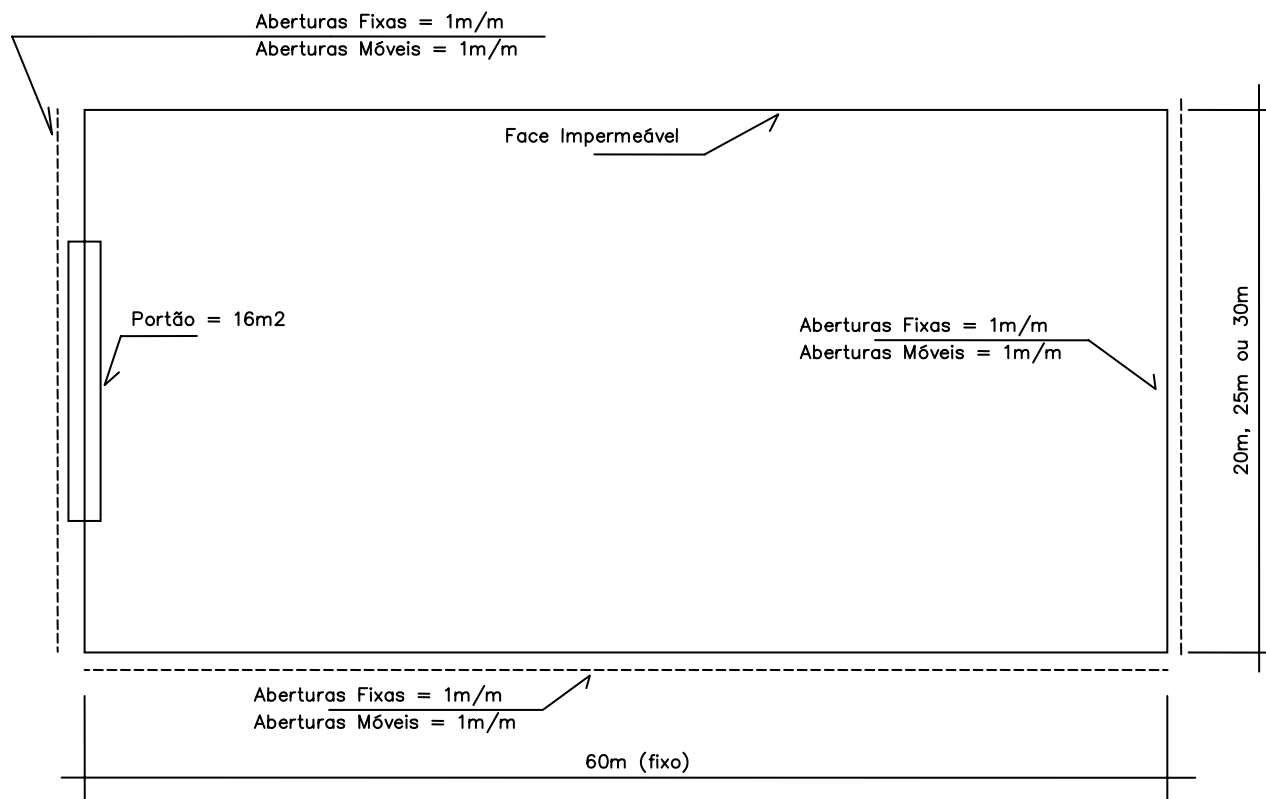 Aberturas Fixas = 1m/m
Aberturas Móveis = 1m/m
Face Impermeável
Portão = 16m2
Aberturas Fixas = 1m/m
Aberturas Móveis = 1m/m
20m, 25m ou 30m
Aberturas Fixas = 1m/m
Aberturas Móveis = 1m/m
60m (fixo)